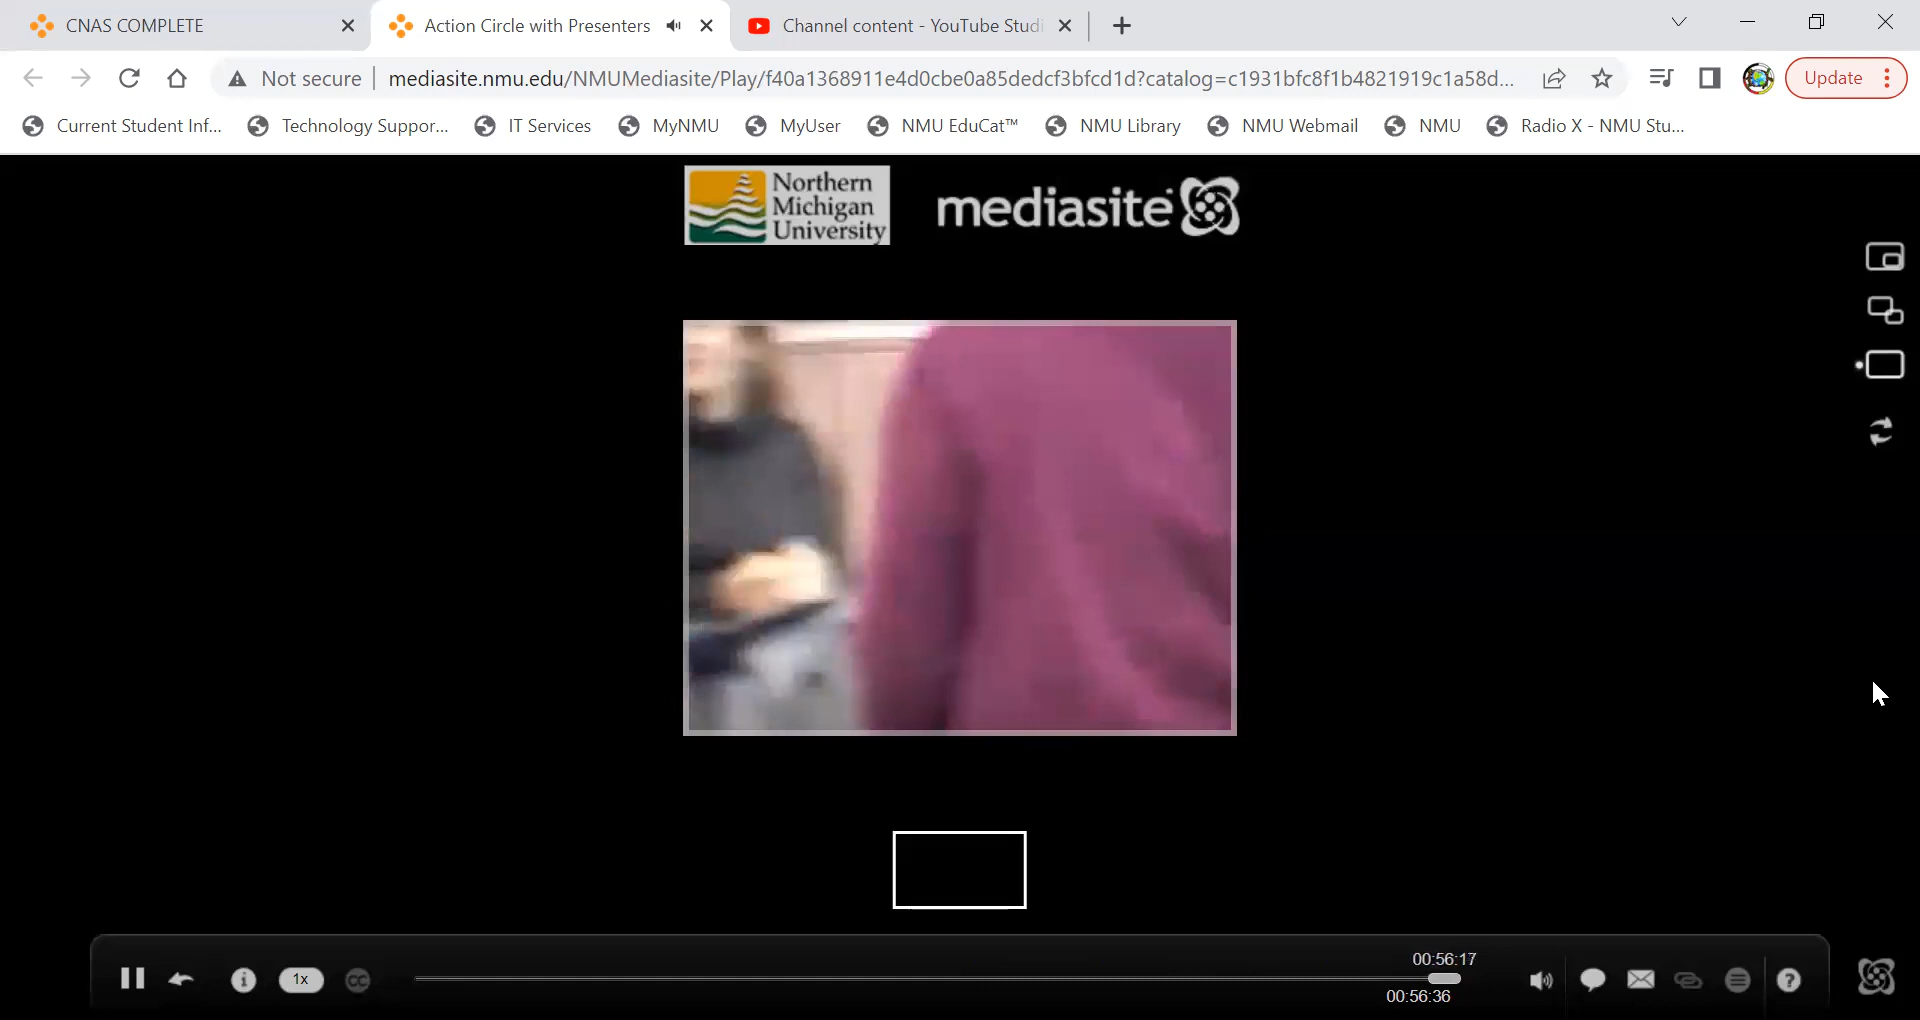 CNAS COMPLETE
Action Circle with Presenters
Channel content - YouTube Studi
Not secure
mediasite.nmu.edu/NMUMediasite/Play/f40a1368911e4d0cbe0a85dedcf3bfcd1d?catalog=c1931bfc8f1b4821919c1a58d...
Update
Current Student Inf...
Technology Suppor...
IT Services
MyNMU
MyUser
NMU EduCat™
NMU Library
NMU Webmail
NMU
Radio X - NMU Stu...
Northern
Michigan
University
mediasite
1x
CC
00:56:17
00:56:36